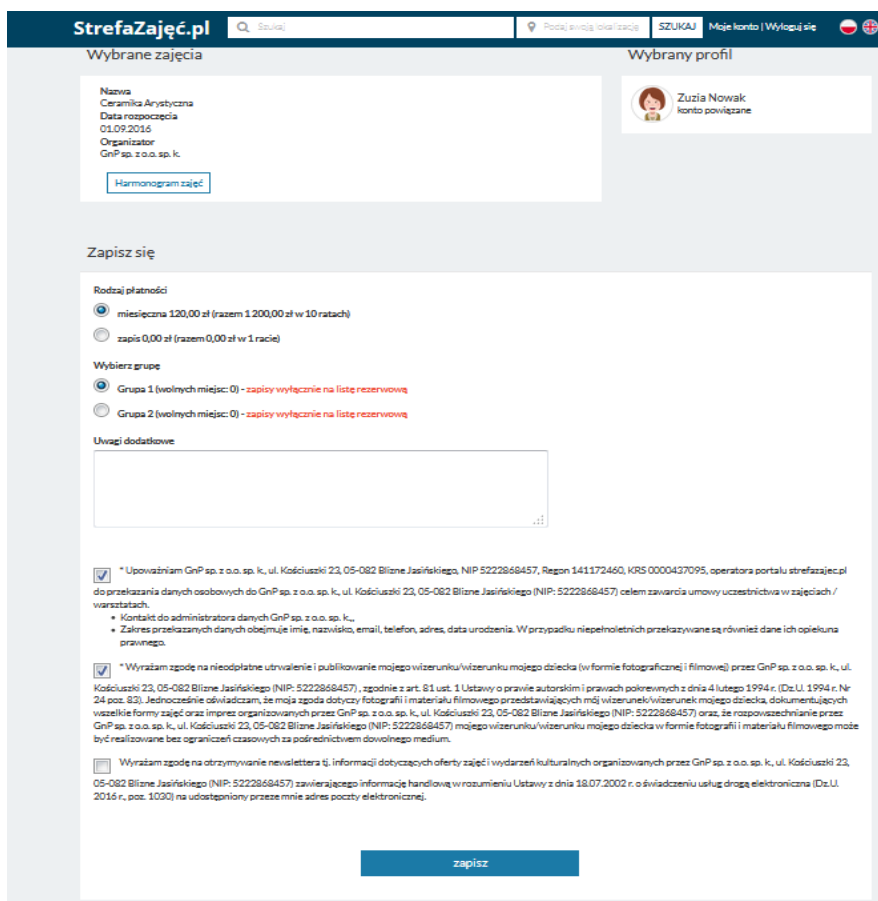 StrefaZajęć.pl
Szukaj
Podaj swoją lokalizację
SZUKAJ
Moje konto | Wyloguj się
Wybrane zajęcia
Wybrany profil
Nazwa
Ceramika Arystyczna
Data rozpoczęcia
01.09.2016
Organizator
GnP sp. z o.o. sp. k.
Harmonogram zajęć
Zuzia Nowak
konto powiązane
Zapisz się
Rodzaj płatności
miesięczna 120,00 zł (razem 1 200,00 zł w 10 ratach)
zapis 0,00 zł (razem 0,00 zł w 1 racie)
Wybierz grupę
Grupa 1 (wolnych miejsc: 0) - zapisy wyłącznie na listę rezerwową
Grupa 2 (wolnych miejsc: 0) - zapisy wyłącznie na listę rezerwową
Uwagi dodatkowe
* Upoważniam GnP sp. z o.o. sp. k., ul. Kościuszki 23, 05-082 Blizne Jasińskiego, NIP 5222868457, Regon 141172460, KRS 0000437095, operatora portalu strefazajec.pl
do przekazania danych osobowych do GnP sp. z o.o. sp. k., ul. Kościuszki 23, 05-082 Blizne Jasińskiego (NIP: 5222868457) celem zawarcia umowy uczestnictwa w zajęciach /
warsztatach.
• Kontakt do administratora danych GnP sp. z o.o. sp. k.,,
• Zakres przekazanych danych obejmuje imię, nazwisko, email, telefon, adres, data urodzenia. W przypadku niepełnoletnich przekazywane są również dane ich opiekuna
prawnego.
* Wyrażam zgodę na nieodpłatne utrwalenie i publikowanie mojego wizerunku/wizerunku mojego dziecka (w formie fotograficznej i filmowej) przez GnP sp. z o.o. sp. k., ul.
Kościuszki 23, 05-082 Blizne Jasińskiego (NIP: 5222868457) , zgodnie z art. 81 ust. 1 Ustawy o prawie autorskim i prawach pokrewnych z dnia 4 lutego 1994 r. (Dz.U. 1994 r. Nr
24 poz. 83). Jednocześnie oświadczam, że moja zgoda dotyczy fotografii i materiału filmowego przedstawiających mój wizerunek/wizerunek mojego dziecka, dokumentujących
wszelkie formy zajęć oraz imprez organizowanych przez GnP sp. z o.o. sp. k., ul. Kościuszki 23, 05-082 Blizne Jasińskiego (NIP: 5222868457) oraz, że rozpowszechnianie przez
GnP sp. z o.o. sp. k., ul. Kościuszki 23, 05-082 Blizne Jasińskiego (NIP: 5222868457) mojego wizerunku/wizerunku mojego dziecka w formie fotografii i materiału filmowego może
być realizowane bez ograniczeń czasowych za pośrednictwem dowolnego medium.
Wyrażam zgodę na otrzymywanie newslettera tj. informacji dotyczących oferty zajęć i wydarzeń kulturalnych organizowanych przez GnP sp. z o.o. sp. k., ul. Kościuszki 23,
05-082 Blizne Jasińskiego (NIP: 5222868457) zawierającego informację handlową w rozumieniu Ustawy z dnia 18.07.2002 r. o świadczeniu usług drogą elektroniczna (Dz.U.
2016 r., poz. 1030) na udostępniony przeze mnie adres poczty elektronicznej.
zapisz